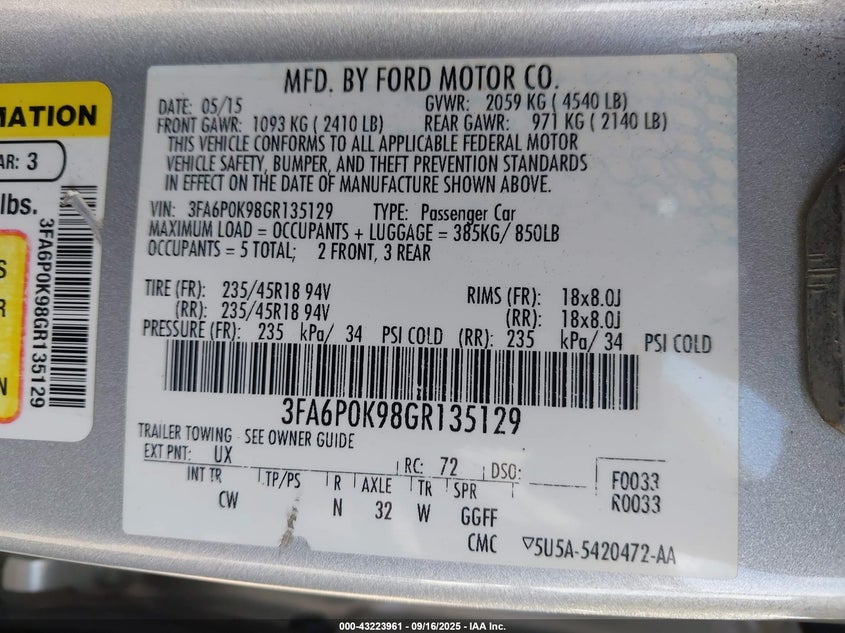 MFD. BY FORD MOTOR CO.
DATE: 05/15 GVWR: 2059 KG ( 4540 LB)
FRONT GAWR: 1093 KG ( 2410 LB) REAR GAWR: 971 KG ( 2140 LB)
THIS VEHICLE CONFORMS TO ALL APPLICABLE FEDERAL MOTOR
VEHICLE SAFETY, BUMPER, AND THEFT PREVENTION STANDARDS
IN EFFECT ON THE DATE OF MANUFACTURE SHOWN ABOVE.
VIN: 3FA6P0K98GR135129 TYPE: Passenger Car
MAXIMUM LOAD = OCCUPANTS + LUGGAGE = 385KG/ 850LB
OCCUPANTS = 5 TOTAL; 2 FRONT, 3 REAR
TIRE (FR): 235/45R18 94V RIMS (FR): 18x8.0J
(RR): 235/45R18 94V (RR): 18x8.0J
PRESSURE (FR): 235 kPa/ 34 PSI COLD (RR): 235 kPa/ 34 PSI COLD
3FA6P0K98GR135129
TRAILER TOWING - SEE OWNER GUIDE
EXT PNT: UX RC: 72 DSO: F0033
INT TR TP/PS R AXLE TR SPR R0033
CW N 32 W GGFF
CMC ▽5U5A-5420472-AA
MATION
AR: 3
lbs.
3FA6P0K98GR135129
S
R
N
000-43223961 - 09/16/2025 - IAA Inc.